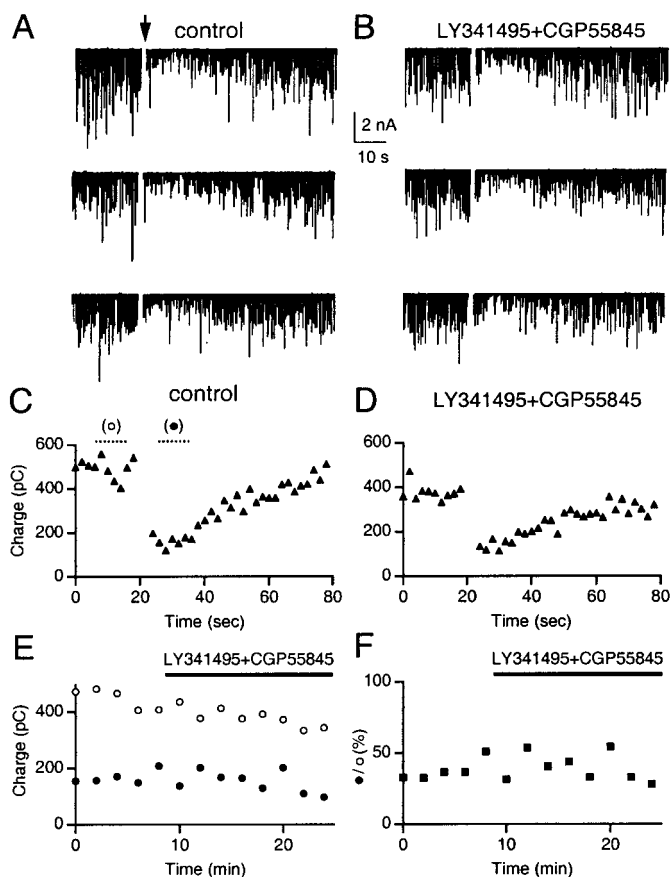 A
control
B
LY341495+CGP55845
2 nA
10 s
C
control
(○)
(●)
600
400
200
0
Charge (pC)
0
20
40
60
80
Time (sec)
D
LY341495+CGP55845
600
400
200
0
0
20
40
60
80
Time (sec)
E
LY341495+CGP55845
400
200
0
Charge (pC)
0
10
20
Time (min)
F
LY341495+CGP55845
100
50
0
●/○(%)
0
10
20
Time (min)